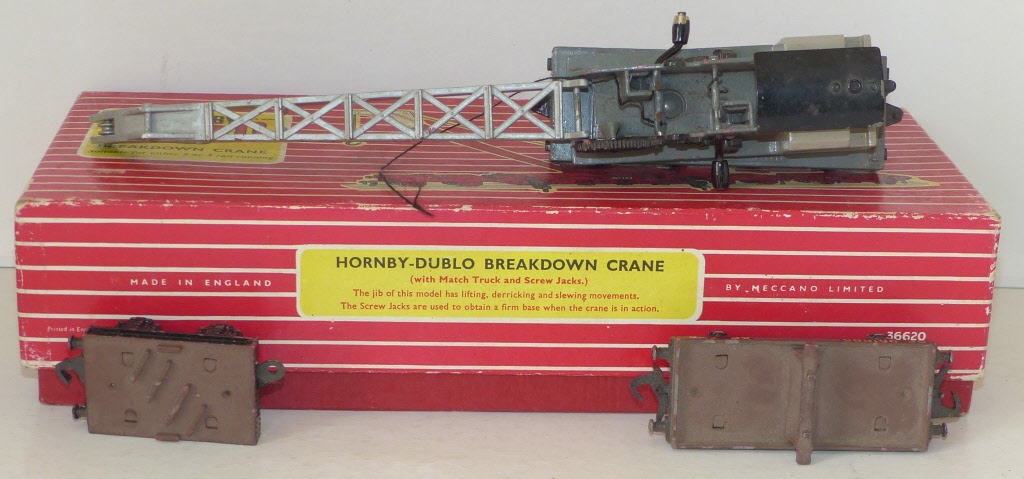 BREAKDOWN CRANE
HORNBY-DUBLO BREAKDOWN CRANE
(with Match Truck and Screw Jacks.)
The jib of this model has lifting, derricking and slewing movements.
The Screw Jacks are used to obtain a firm base when the crane is in action.
MADE IN ENGLAND
BY MECCANO LIMITED
Printed in
36620